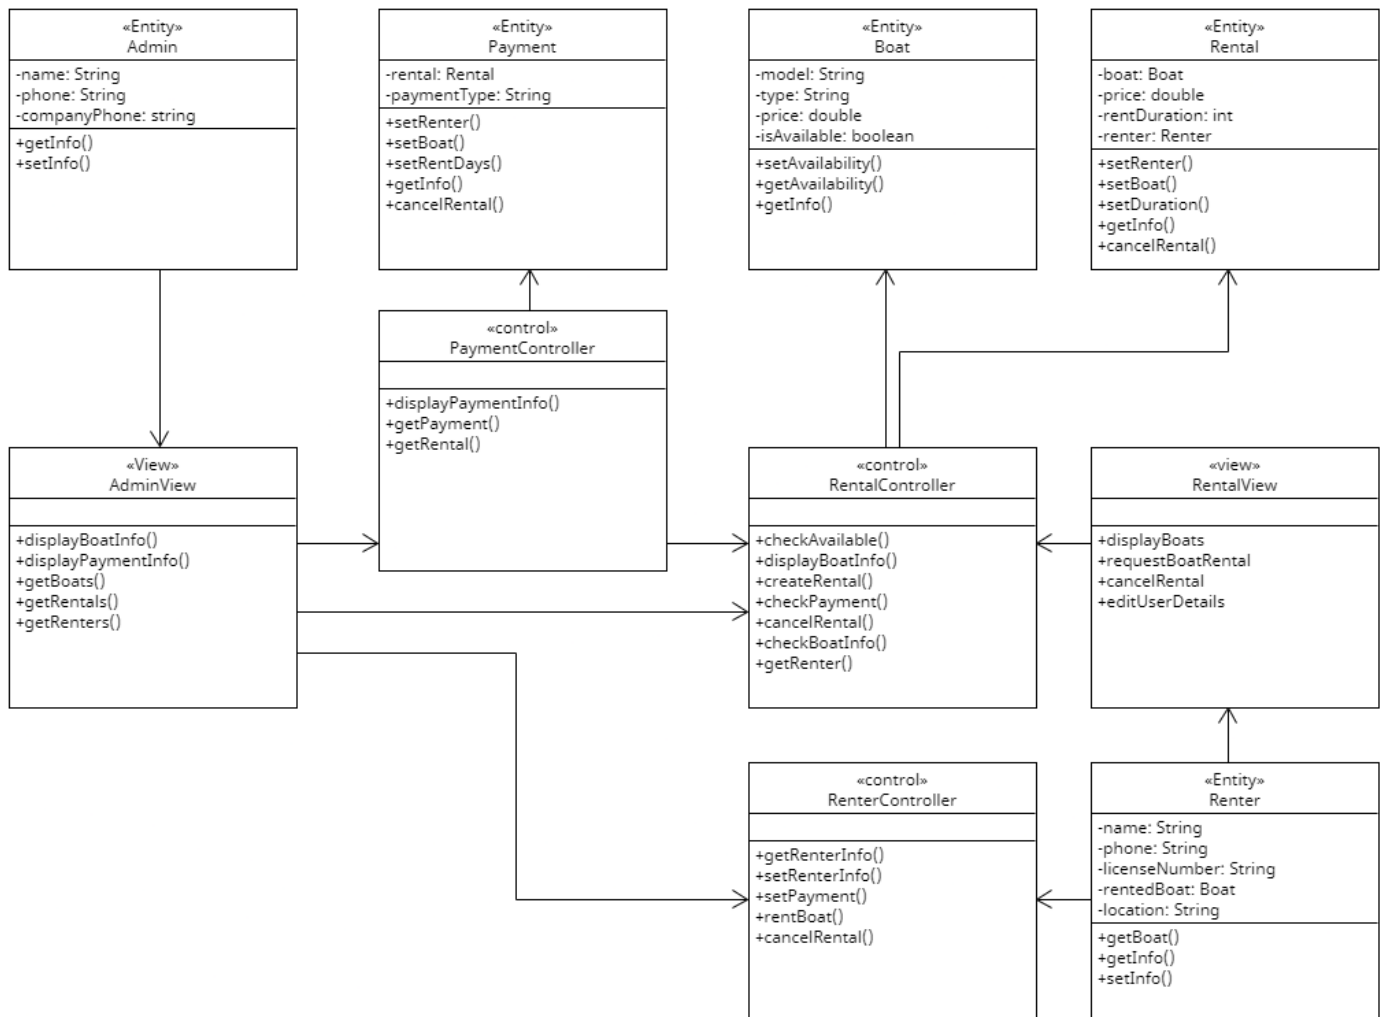 «Entity»
Admin
-name: String
-phone: String
-companyPhone: string
+getInfo()
+setInfo()
«Entity»
Payment
-rental: Rental
-paymentType: String
+setRenter()
+setBoat()
+setRentDays()
+getInfo()
+cancelRental()
«Entity»
Boat
-model: String
-type: String
-price: double
-isAvailable: boolean
+setAvailability()
+getAvailability()
+getInfo()
«Entity»
Rental
-boat: Boat
-price: double
-rentDuration: int
-renter: Renter
+setRenter()
+setBoat()
+setDuration()
+getInfo()
+cancelRental()
«control»
PaymentController
+displayPaymentInfo()
+getPayment()
+getRental()
«View»
AdminView
+displayBoatInfo()
+displayPaymentInfo()
+getBoats()
+getRentals()
+getRenters()
«control»
RentalController
+checkAvailable()
+displayBoatInfo()
+createRental()
+checkPayment()
+cancelRental()
+checkBoatInfo()
+getRenter()
«view»
RentalView
+displayBoats
+requestBoatRental
+cancelRental
+editUserDetails
«control»
RenterController
+getRenterInfo()
+setRenterInfo()
+setPayment()
+rentBoat()
+cancelRental()
«Entity»
Renter
-name: String
-phone: String
-licenseNumber: String
-rentedBoat: Boat
-location: String
+getBoat()
+getInfo()
+setInfo()